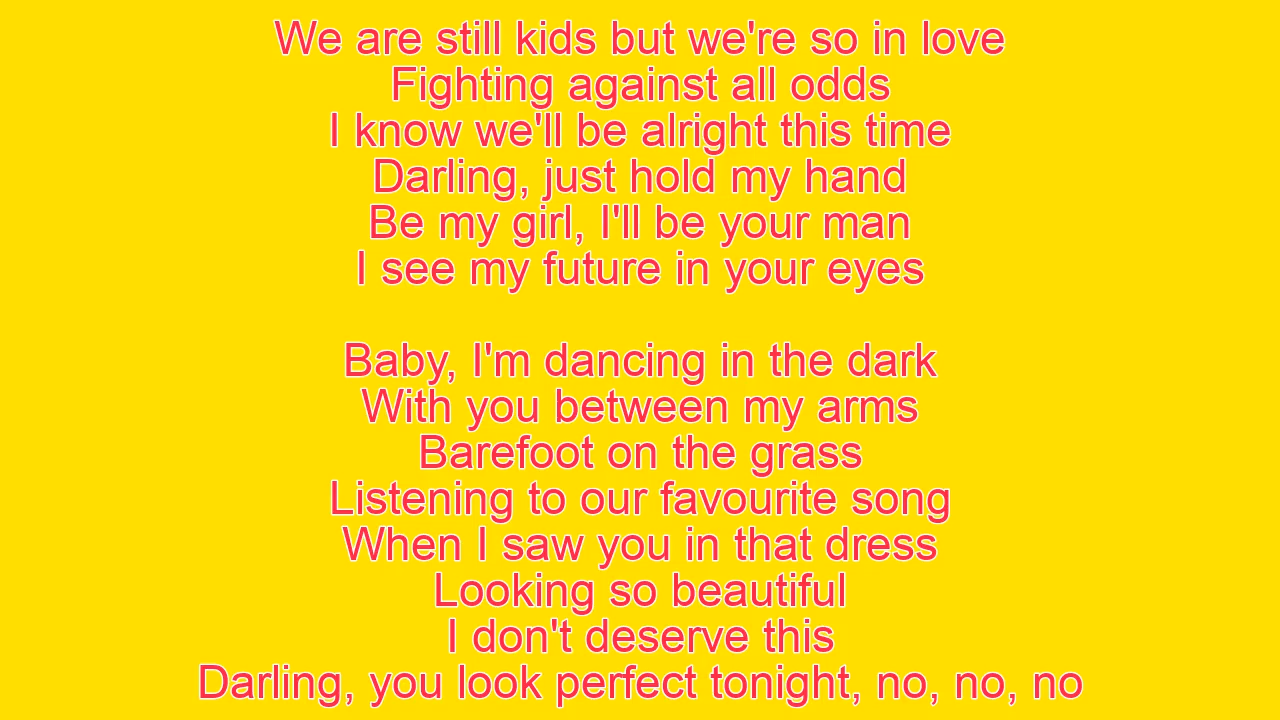 We are still kids but we're so in love
Fighting against all odds
I know we'll be alright this time
Darling, just hold my hand
Be my girl, I'll be your man
I see my future in your eyes

Baby, I'm dancing in the dark
With you between my arms
Barefoot on the grass
Listening to our favourite song
When I saw you in that dress
Looking so beautiful
I don't deserve this
Darling, you look perfect tonight, no, no, no